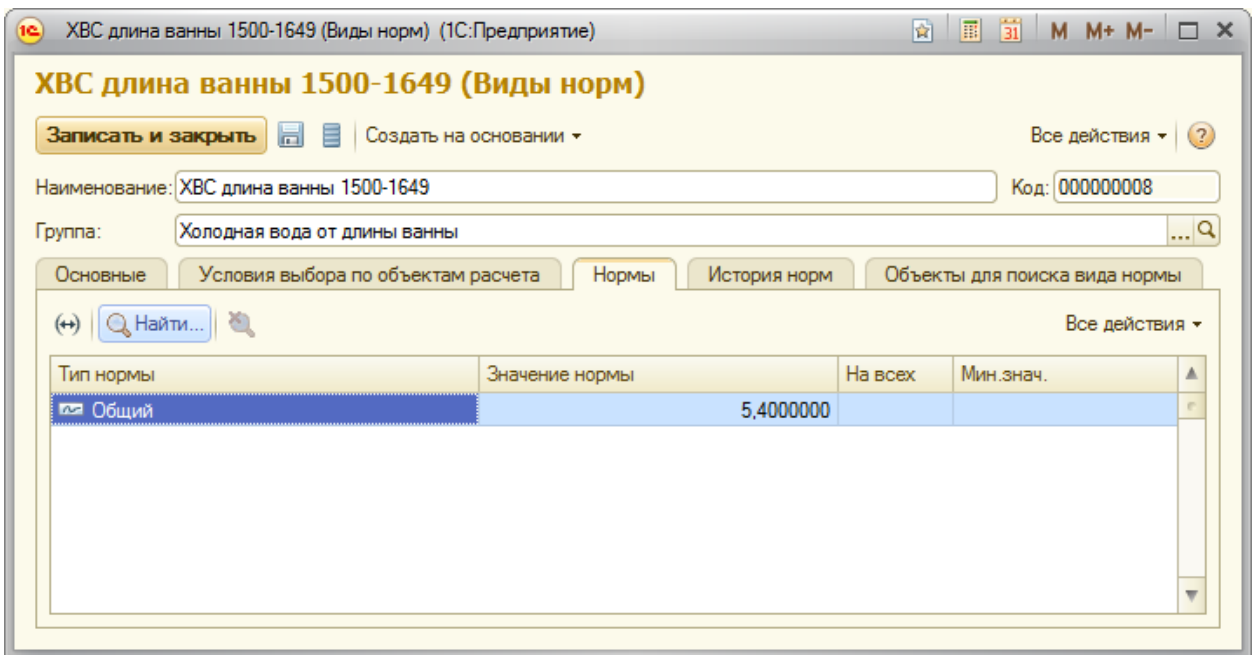 ХВС длина ванны 1500-1649 (Виды норм) (1С:Предприятие) 31 M M+ M-
ХВС длина ванны 1500-1649 (Виды норм)
Записать и закрыть Создать на основании Все действия ?
Наименование: ХВС длина ванны 1500-1649 Код: 000000008
Группа: Холодная вода от длины ванны ...
Основные Условия выбора по объектам расчета Нормы История норм Объекты для поиска вида нормы
Найти... Все действия
Тип нормы Значение нормы На всех Мин.знач.
Общий 5,4000000